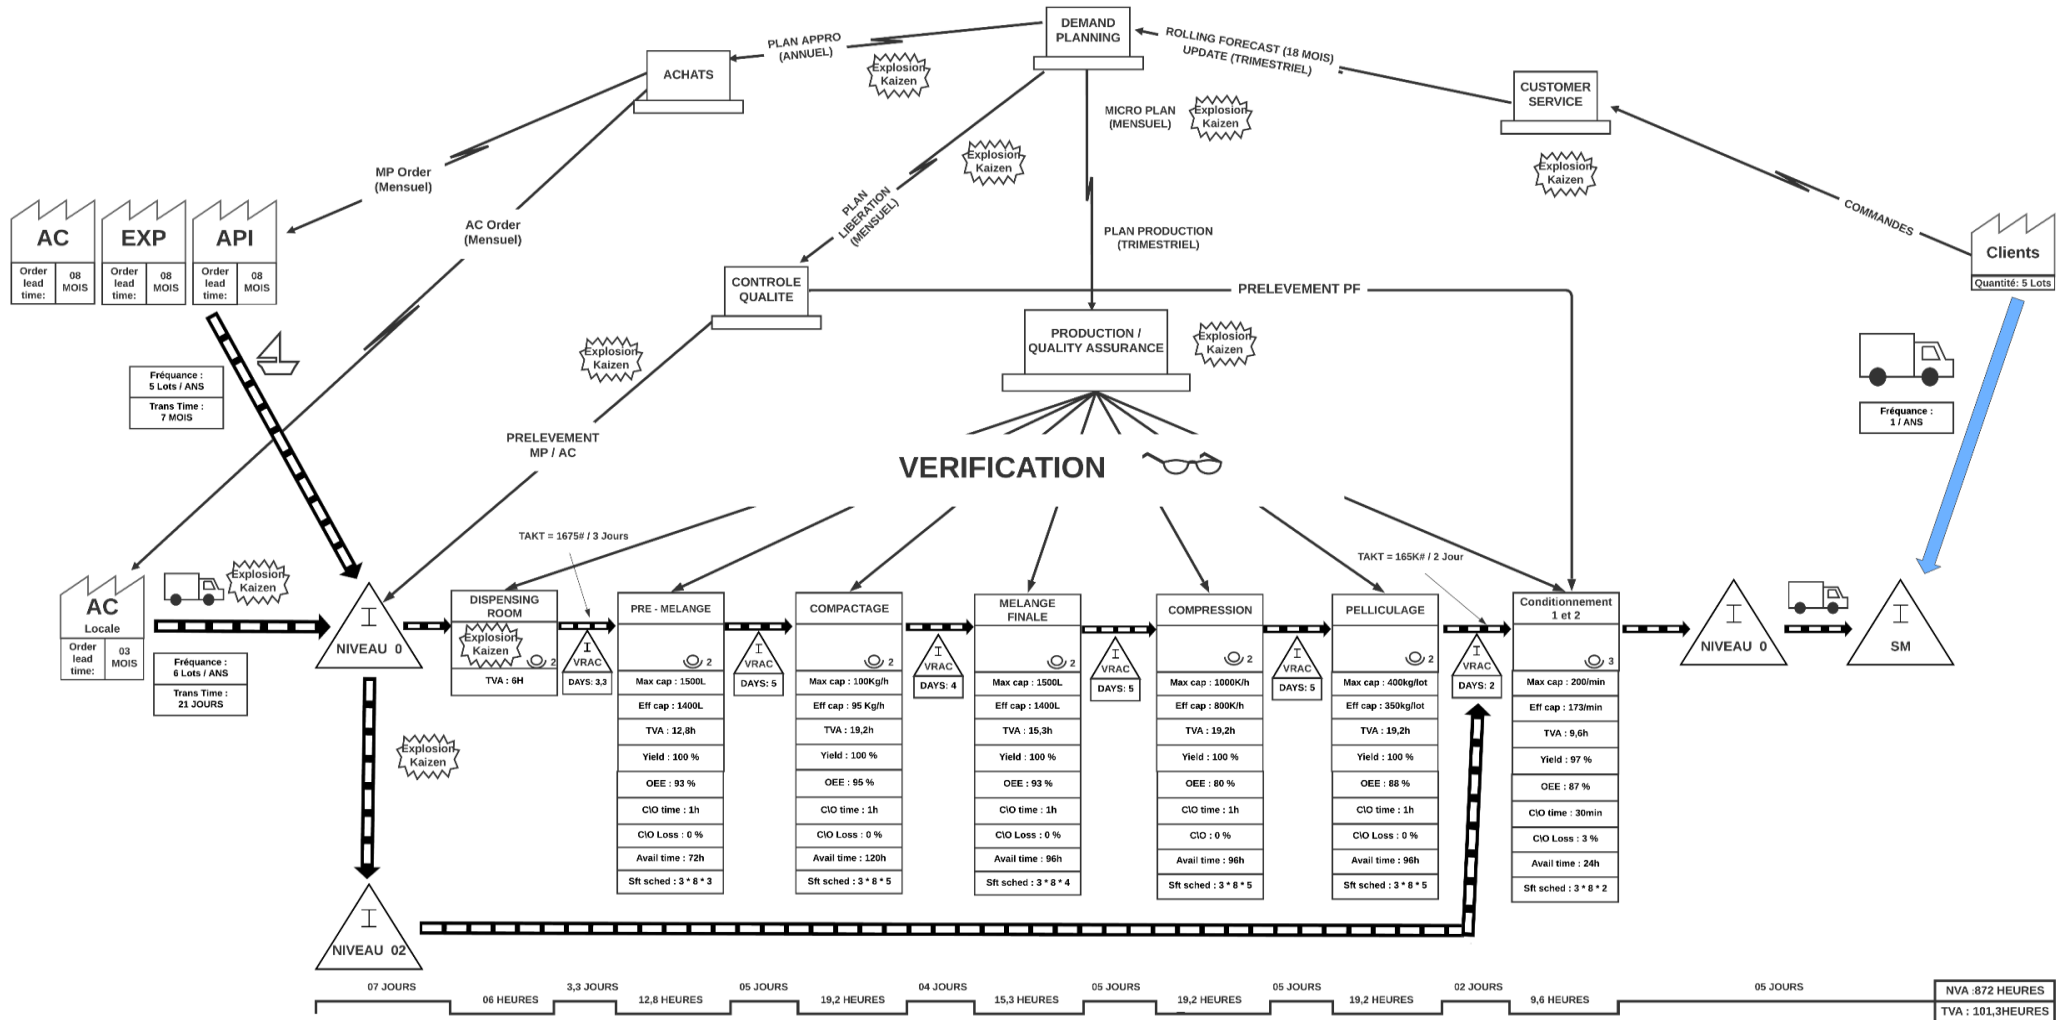 DEMAND
PLANNING
PLAN APPRO
(ANNUEL)
ROLLING FORECAST (18 MOIS)
UPDATE (TRIMESTRIEL)
ACHATS
Explosion
Kaizen
CUSTOMER
SERVICE
MICRO PLAN
(MENSUEL)
Explosion
Kaizen
Explosion
Kaizen
Explosion
Kaizen
MP Order
(Mensuel)
PLAN
LIBERATION
(MENSUEL)
COMMANDES
AC Order
(Mensuel)
PLAN PRODUCTION
(TRIMESTRIEL)
AC
Order
lead
time:
08
MOIS
EXP
Order
lead
time:
08
MOIS
API
Order
lead
time:
08
MOIS
Clients
Quantité: 5 Lots
CONTROLE
QUALITE
PRELEVEMENT PF
PRODUCTION /
QUALITY ASSURANCE
Explosion
Kaizen
Explosion
Kaizen
Fréquance :
5 Lots / ANS
Trans Time :
7 MOIS
Fréquance :
1 / ANS
PRELEVEMENT
MP / AC
VERIFICATION
TAKT = 1675# / 3 Jours
TAKT = 165K# / 2 Jour
AC
Locale
Order
lead
time:
03
MOIS
Explosion
Kaizen
Fréquance :
6 Lots / ANS
Trans Time :
21 JOURS
I
NIVEAU 0
Explosion
Kaizen
I
NIVEAU 02
DISPENSING
ROOM
Explosion
Kaizen
2
TVA : 6H
I
VRAC
DAYS: 3,3
PRE - MELANGE
2
Max cap : 1500L
Eff cap : 1400L
TVA : 12,8h
Yield : 100 %
OEE : 93 %
C\O time : 1h
C\O Loss : 0 %
Avail time : 72h
Sft sched : 3 * 8 * 3
I
VRAC
DAYS: 5
COMPACTAGE
2
Max cap : 100Kg/h
Eff cap : 95 Kg/h
TVA : 19,2h
Yield : 100 %
OEE : 95 %
C\O time : 1h
C\O Loss : 0 %
Avail time : 120h
Sft sched : 3 * 8 * 5
I
VRAC
DAYS: 4
MELANGE
FINALE
2
Max cap : 1500L
Eff cap : 1400L
TVA : 15,3h
Yield : 100 %
OEE : 93 %
C\O time : 1h
C\O Loss : 0 %
Avail time : 96h
Sft sched : 3 * 8 * 4
I
VRAC
DAYS: 5
COMPRESSION
2
Max cap : 1000K/h
Eff cap : 800K/h
TVA : 19,2h
Yield : 100 %
OEE : 80 %
C\O time : 1h
C\O : 0 %
Avail time : 96h
Sft sched : 3 * 8 * 5
I
VRAC
DAYS: 5
PELLICULAGE
2
Max cap : 400kg/lot
Eff cap : 350kg/lot
TVA : 19,2h
Yield : 100 %
OEE : 88 %
C\O time : 1h
C\O Loss : 0 %
Avail time : 96h
Sft sched : 3 * 8 * 5
I
VRAC
DAYS: 2
Conditionnement
1 et 2
3
Max cap : 200/min
Eff cap : 173/min
TVA : 9,6h
Yield : 97 %
OEE : 87 %
C\O time : 30min
C\O Loss : 3 %
Avail time : 24h
Sft sched : 3 * 8 * 2
I
NIVEAU 0
I
SM
07 JOURS
06 HEURES
3,3 JOURS
12,8 HEURES
05 JOURS
19,2 HEURES
04 JOURS
15,3 HEURES
05 JOURS
19,2 HEURES
05 JOURS
19,2 HEURES
02 JOURS
9,6 HEURES
05 JOURS
NVA :872 HEURES
TVA : 101,3HEURES